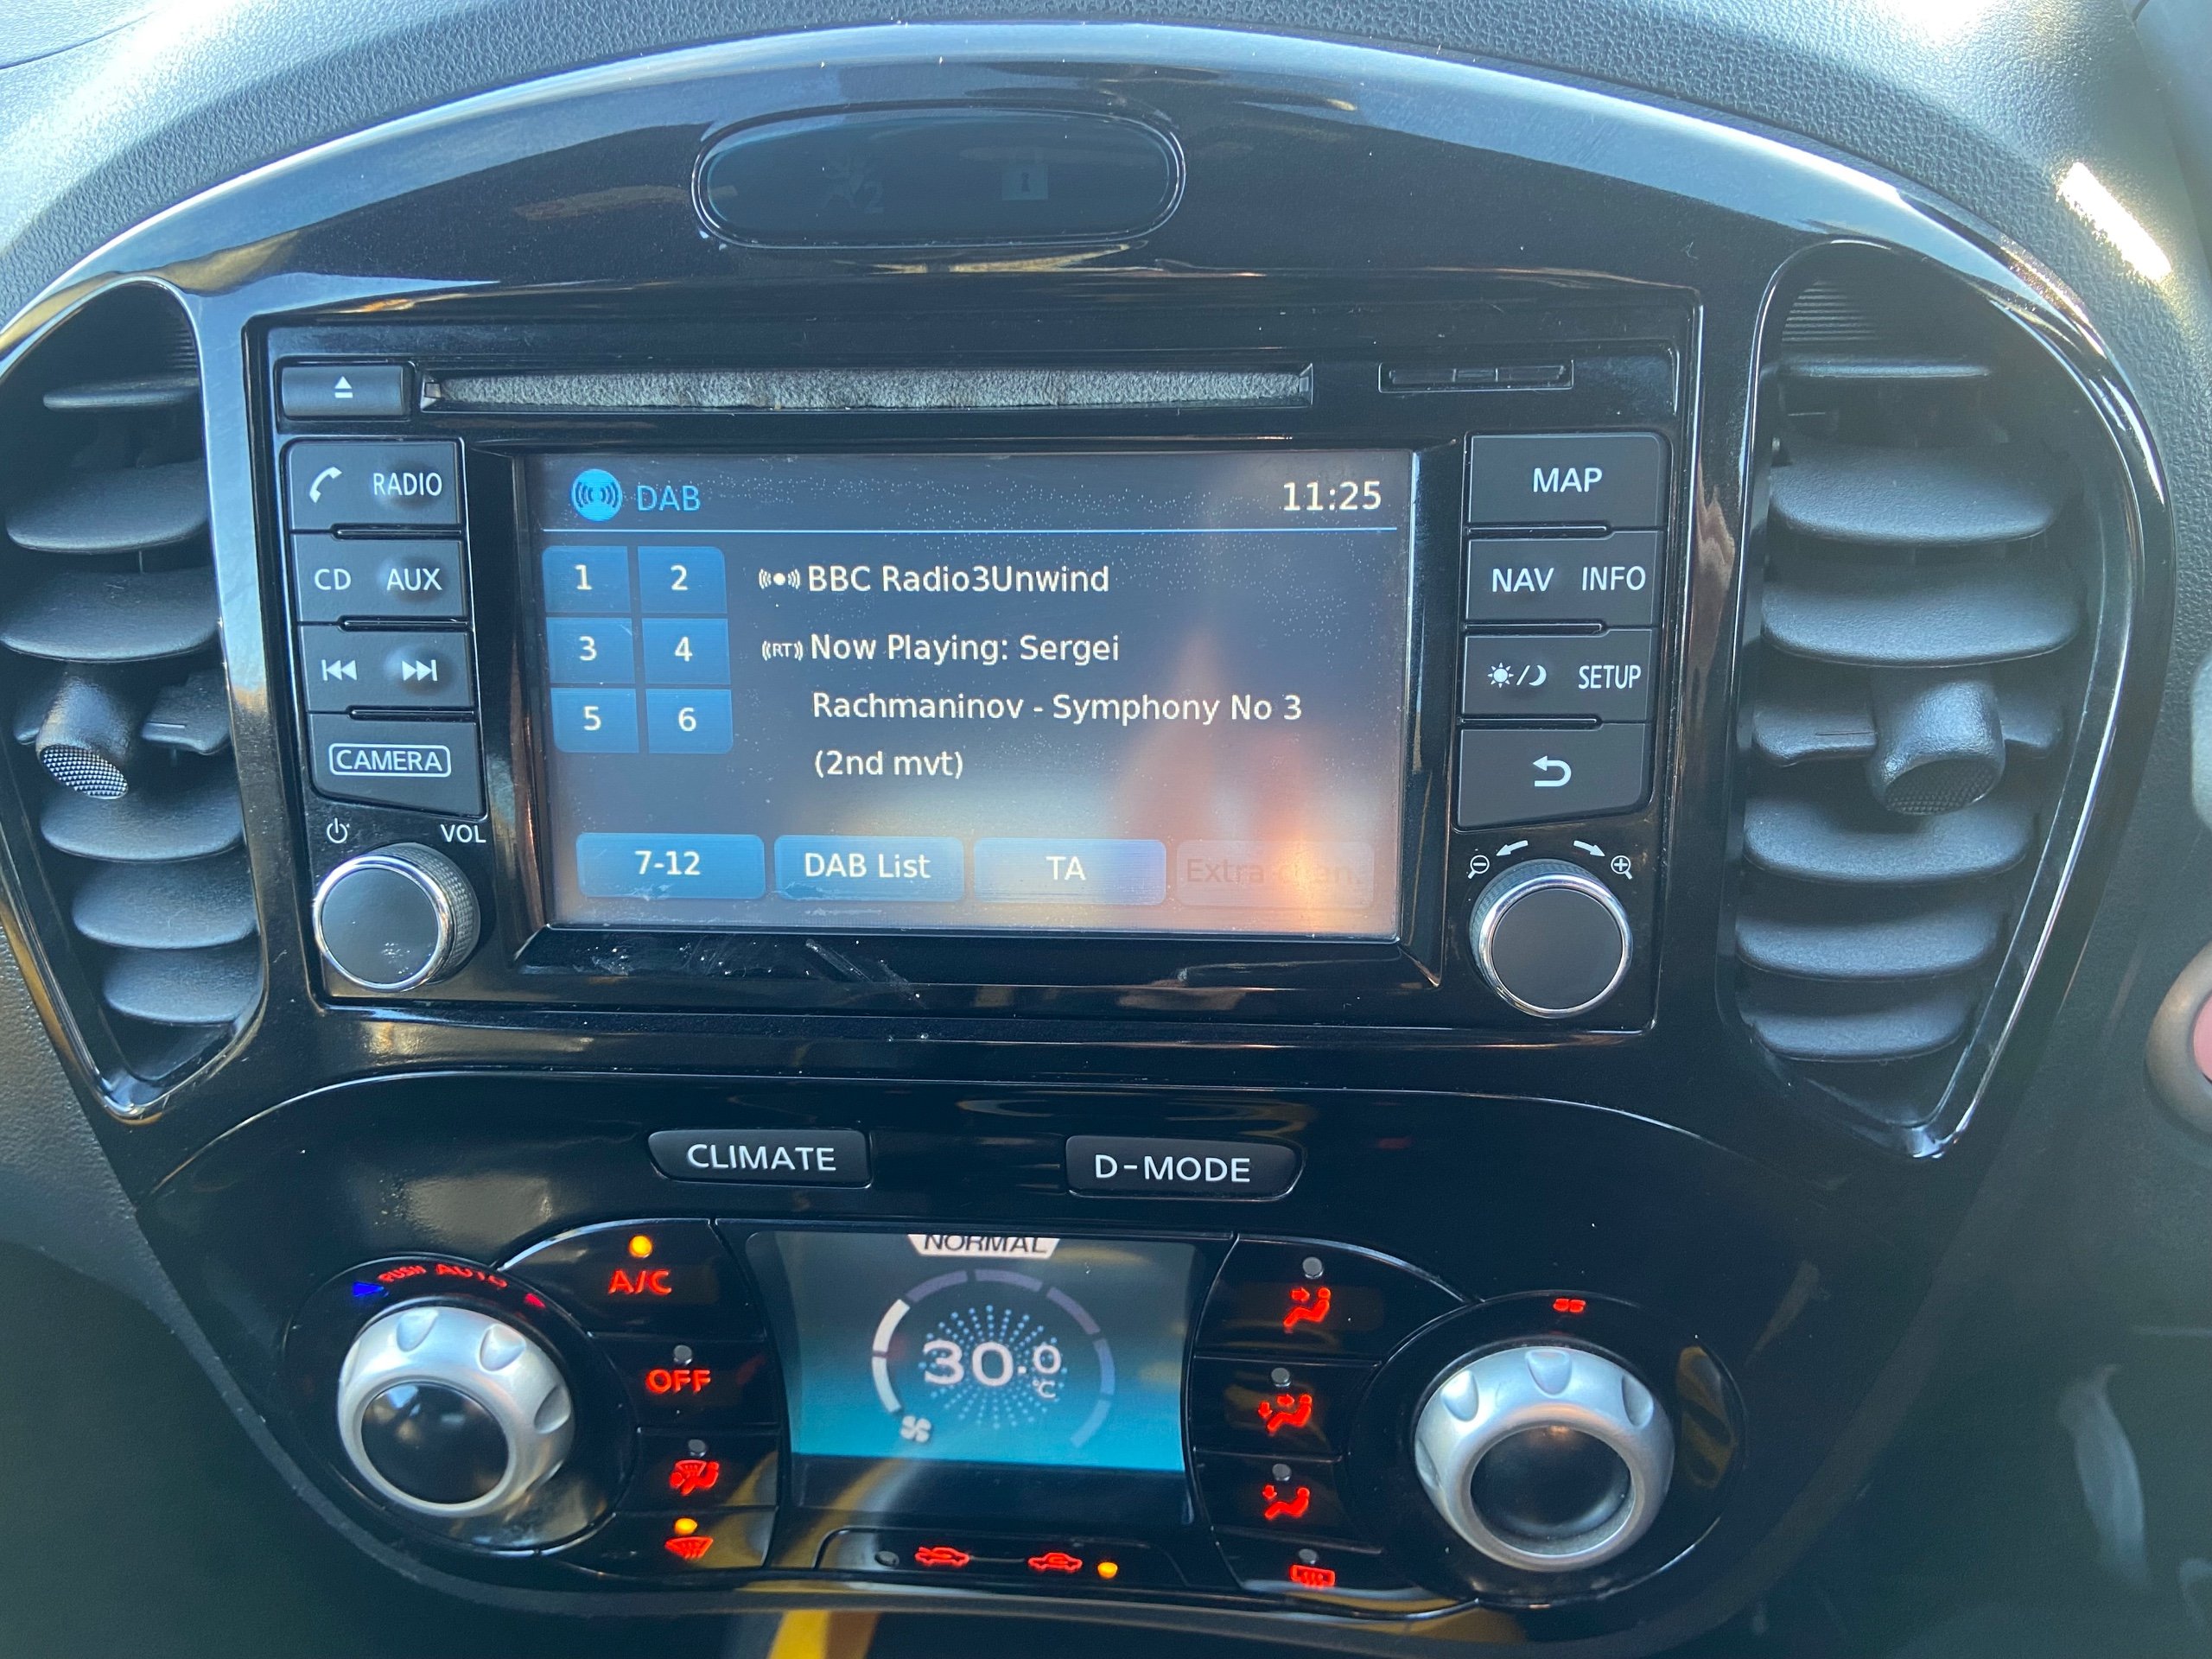 RADIO
CD AUX
CAMERA
VOL
DAB 11:25
1 2
3 4
5 6
BBC Radio3Unwind
(RT) Now Playing: Sergei
Rachmaninov - Symphony No 3
(2nd mvt)
7-12 DAB List TA
MAP
NAV INFO
SETUP
CLIMATE D-MODE
PUSH AUTO
A/C
OFF
NORMAL
30.0
°C